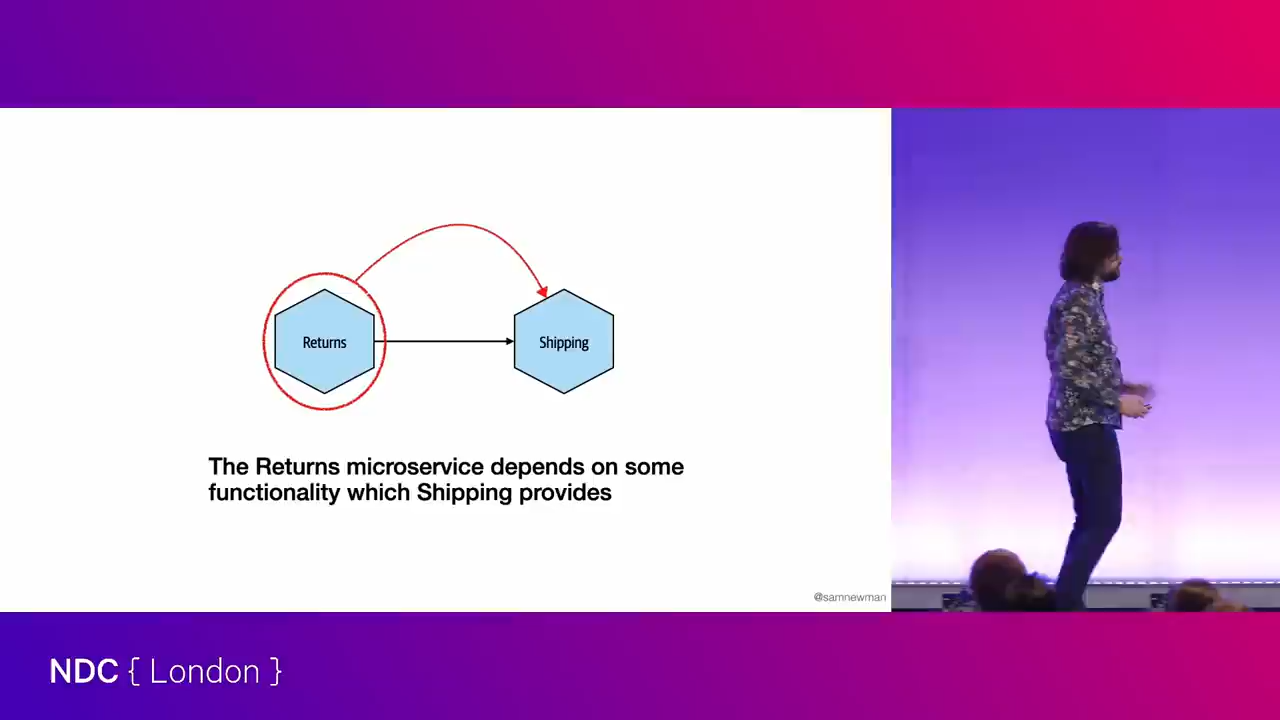 Returns
Shipping
The Returns microservice depends on some
functionality which Shipping provides
@samnewman
NDC { London }